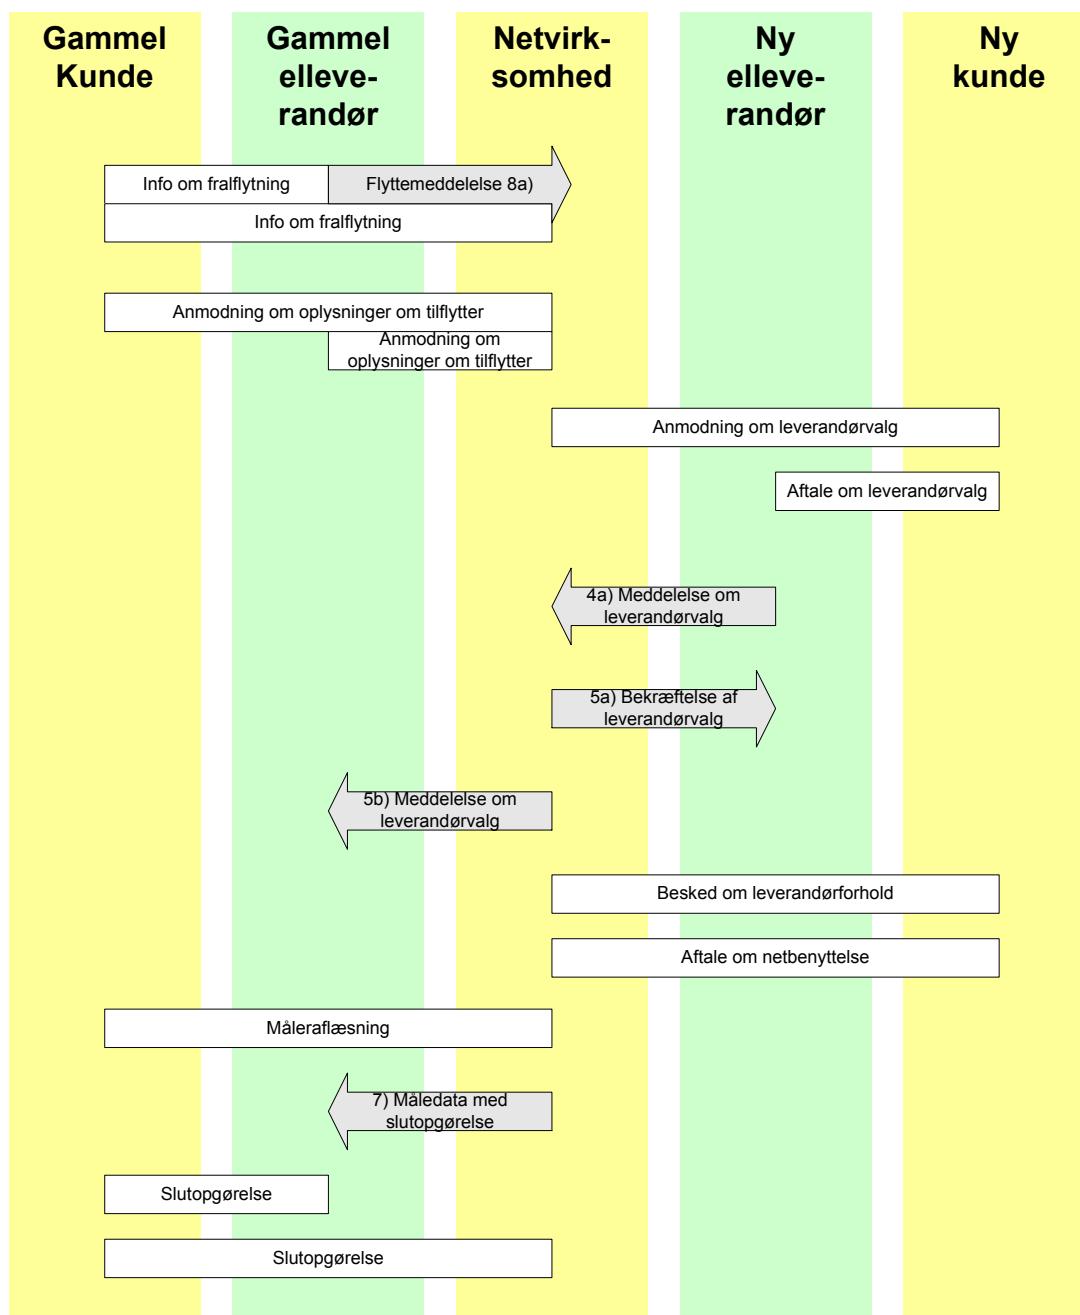 Gammel
Kunde
Gammel
elleve-
randør
Netvirk-
somhed
Ny
elleve-
randør
Ny
kunde
Info om fralflytning
Flyttemeddelelse 8a)
Info om fralflytning
Anmodning om oplysninger om tilflytter
Anmodning om
oplysninger om tilflytter
Anmodning om leverandørvalg
Aftale om leverandørvalg
4a) Meddelelse om
leverandørvalg
5a) Bekræftelse af
leverandørvalg
5b) Meddelelse om
leverandørvalg
Besked om leverandørforhold
Aftale om netbenyttelse
Måleraflæsning
7) Måledata med
slutopgørelse
Slutopgørelse
Slutopgørelse